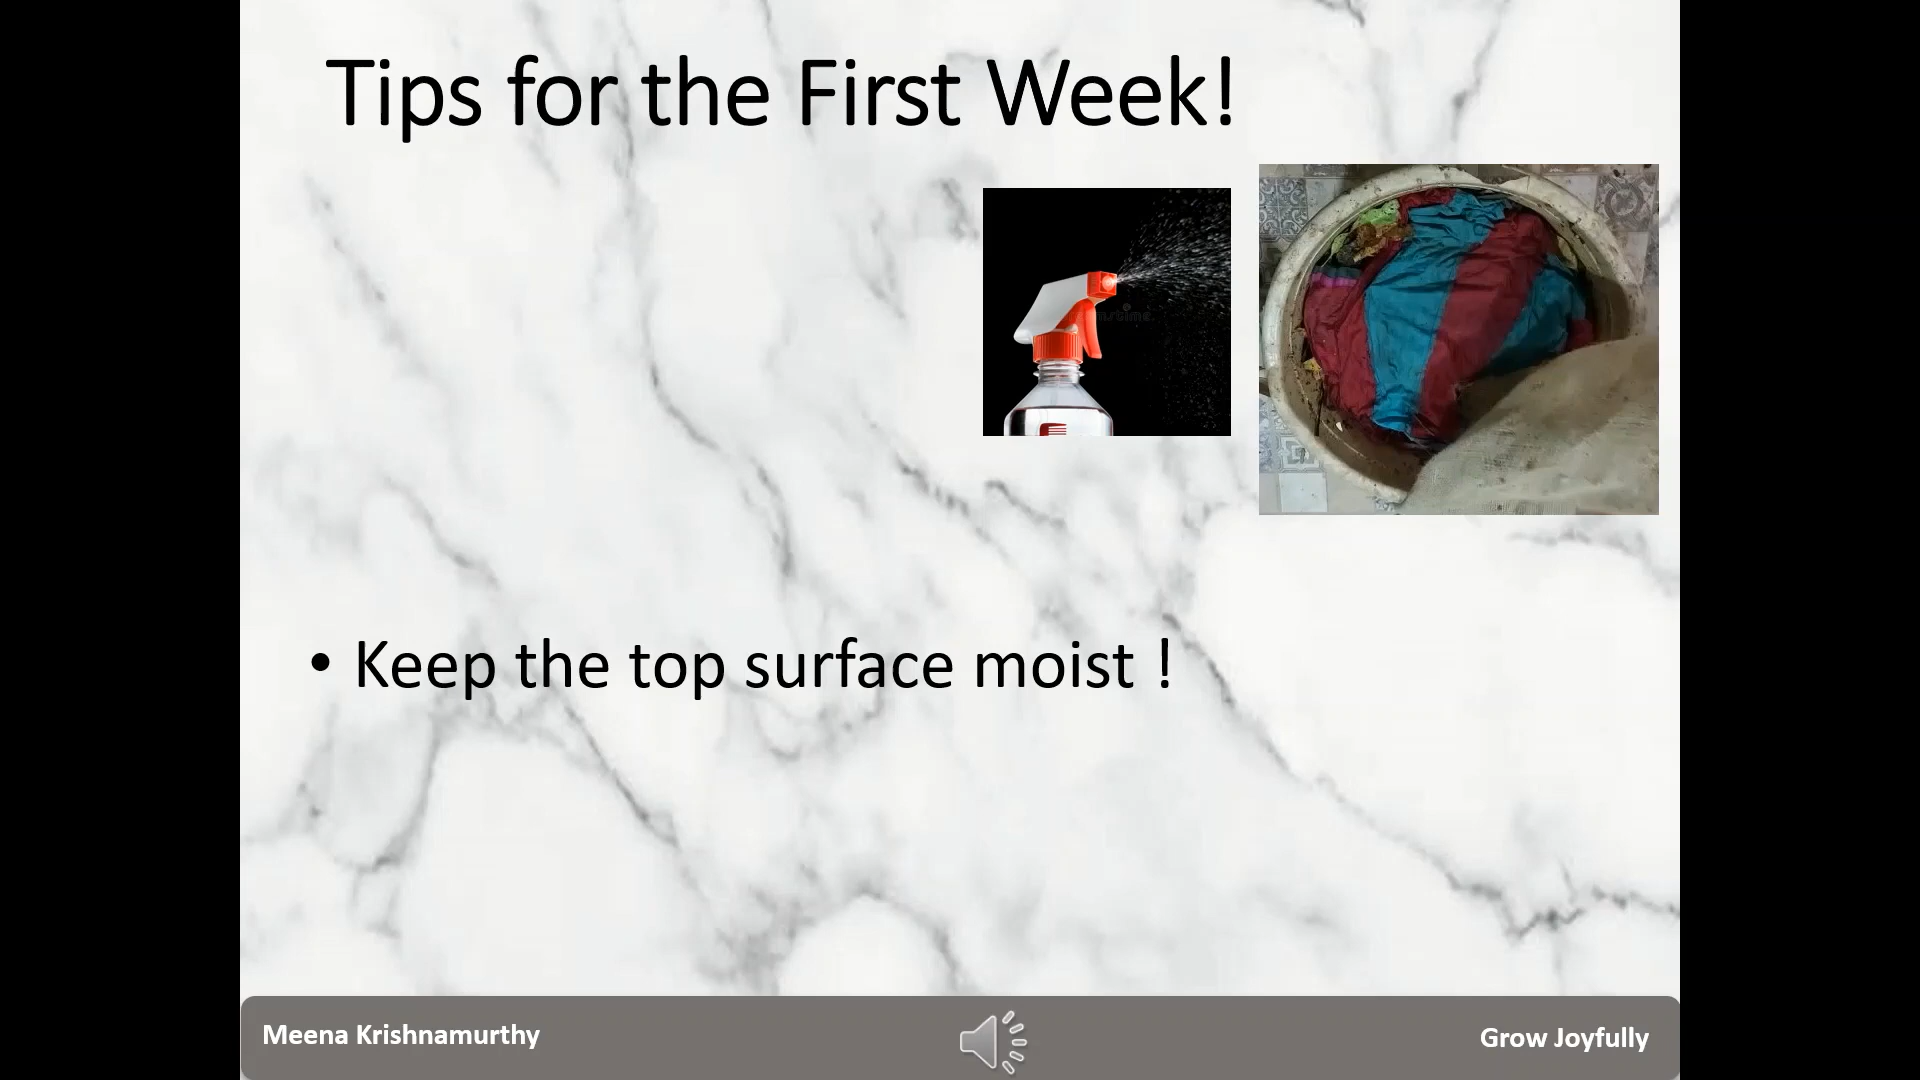 Tips for the First Week!
• Keep the top surface moist !
Meena Krishnamurthy
Grow Joyfully